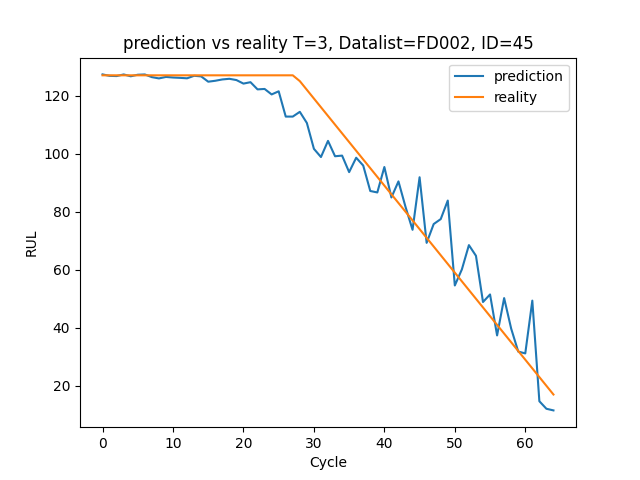 prediction vs reality T=3, Datalist=FD002, ID=45
prediction
reality
120
100
80
60
40
20
RUL
0 10 20 30 40 50 60
Cycle